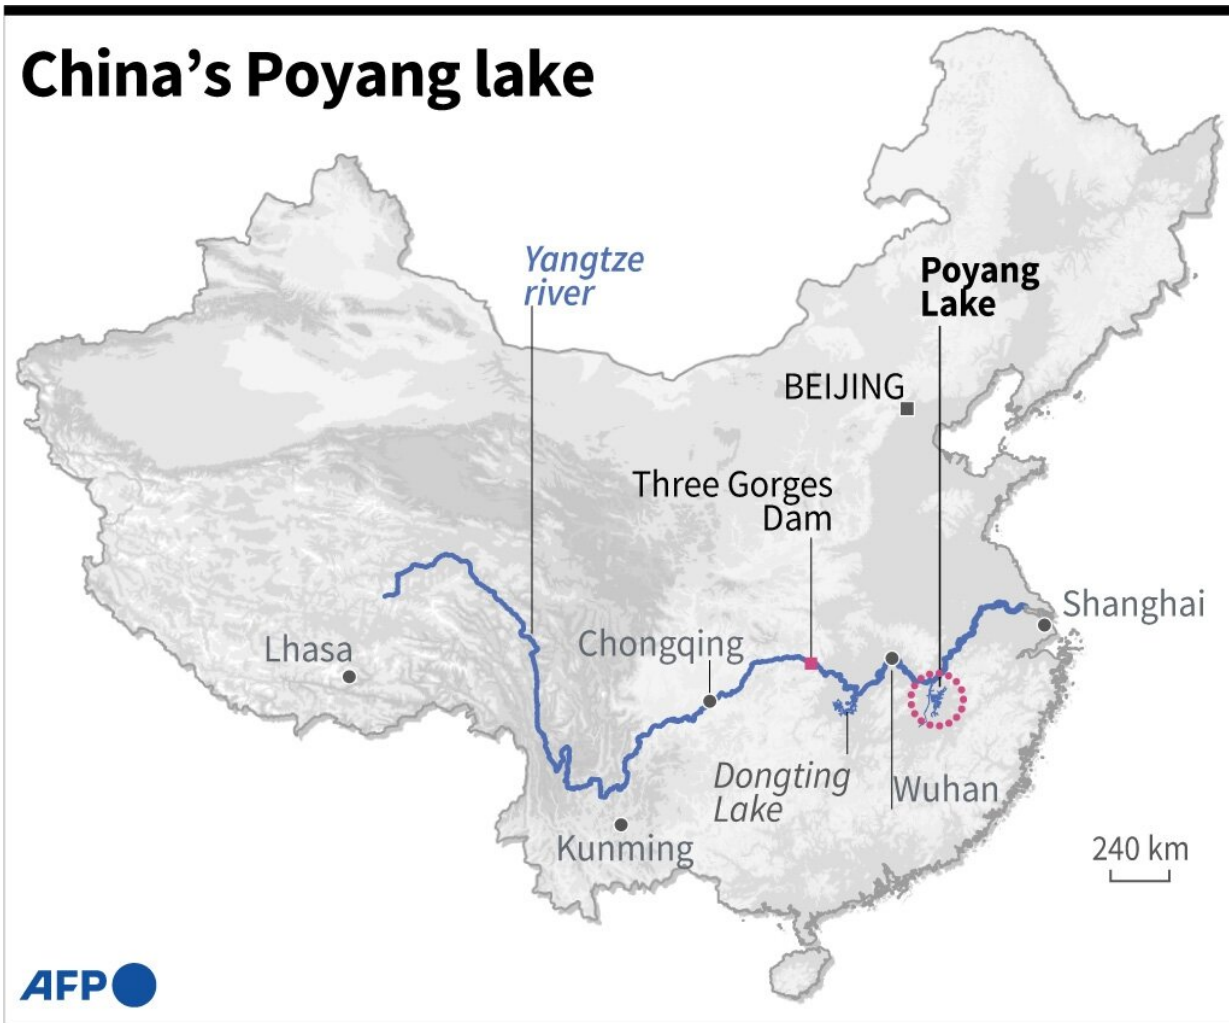 China’s Poyang lake
Yangtze
river
Poyang
Lake
BEIJING
Three Gorges
Dam
Shanghai
Chongqing
Lhasa
Dongting
Lake
Wuhan
Kunming
240 km
AFP